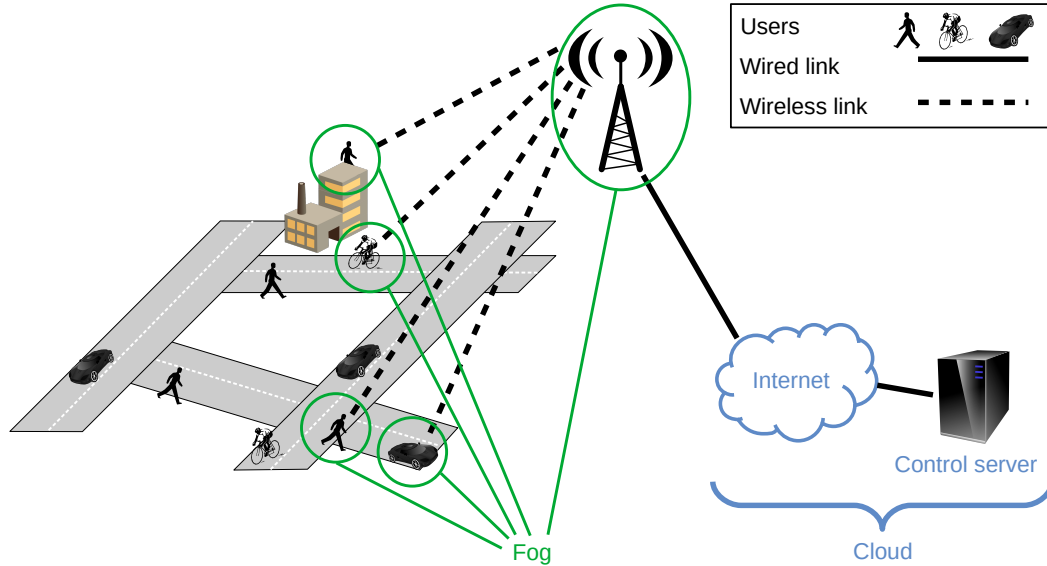 Users
Wired link
Wireless link
Internet
Control server
Fog
Cloud